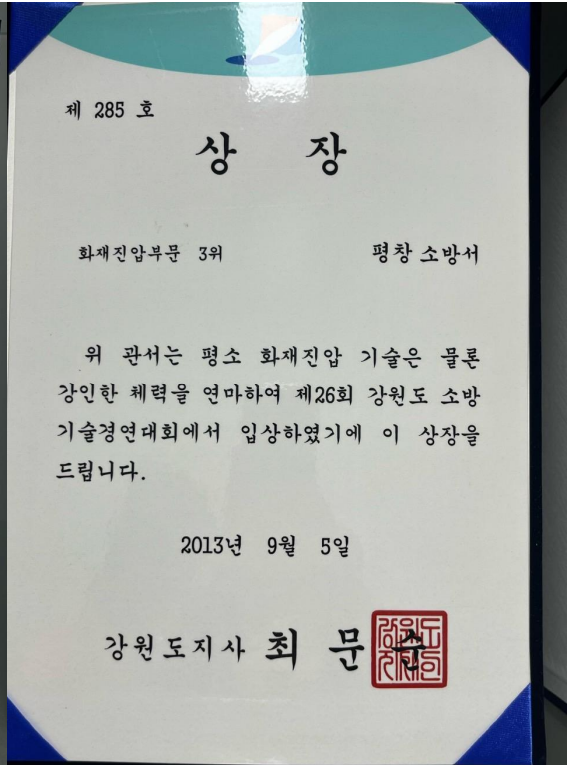 제 285 호
상 장
화재진압부문 3위 평창소방서
위 관서는 평소 화재진압 기술은 물론
강인한 체력을 연마하여 제26회 강원도 소방
기술경연대회에서 입상하였기에 이 상장을
드립니다.
2013년 9월 5일
강원도지사 최 문 순